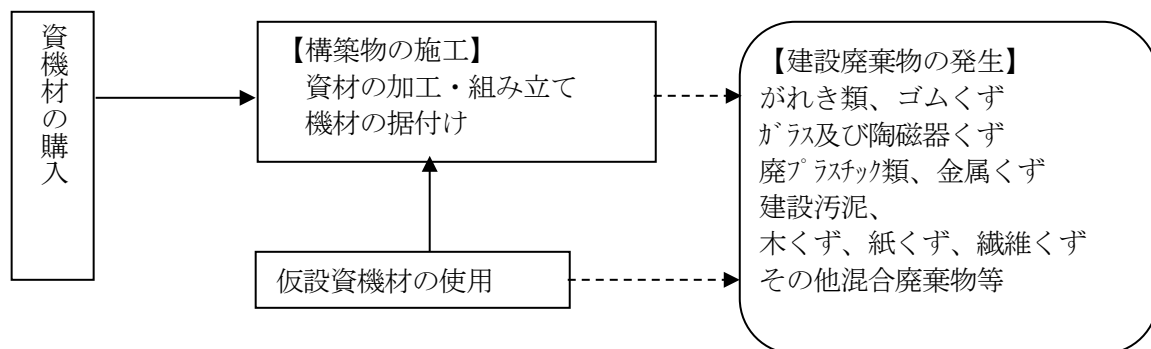 資機材の購入
【構築物の施工】
資材の加工・組み立て
機材の据付け
仮設資機材の使用
【建設廃棄物の発生】
がれき類、ゴムくず
ｶﾞﾗｽ及び陶磁器くず
廃ﾌﾟﾗｽﾁｯｸ類、金属くず
建設汚泥、
木くず、紙くず、繊維くず
その他混合廃棄物等